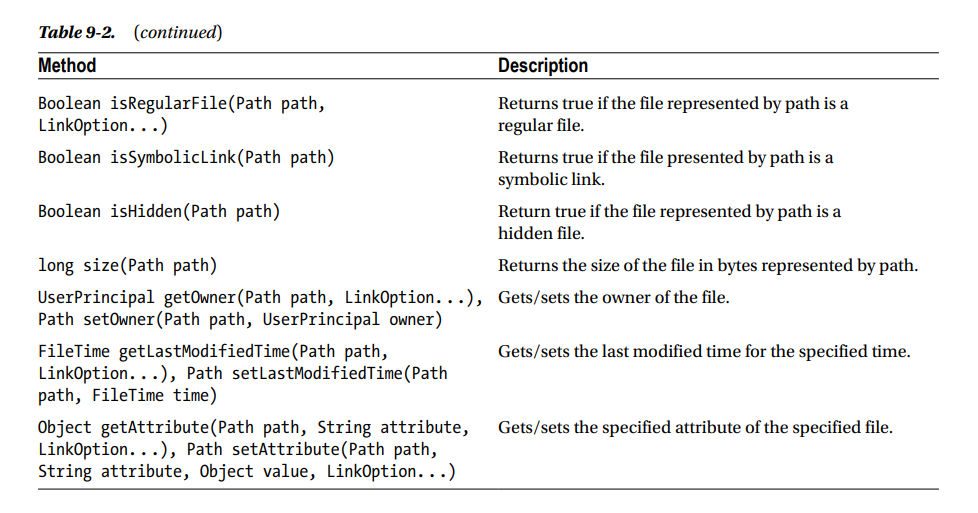 Table 9-2. (continued)
Method Description
Boolean isRegularFile(Path path, Returns true if the file represented by path is a
LinkOption...) regular file.
Boolean isSymbolicLink(Path path) Returns true if the file presented by path is a
symbolic link.
Boolean isHidden(Path path) Return true if the file represented by path is a
hidden file.
long size(Path path) Returns the size of the file in bytes represented by path.
UserPrincipal getOwner(Path path, LinkOption...), Gets/sets the owner of the file.
Path setOwner(Path path, UserPrincipal owner)
FileTime getLastModifiedTime(Path path, Gets/sets the last modified time for the specified time.
LinkOption...), Path setLastModifiedTime(Path
path, FileTime time)
Object getAttribute(Path path, String attribute, Gets/sets the specified attribute of the specified file.
LinkOption...), Path setAttribute(Path path,
String attribute, Object value, LinkOption...)